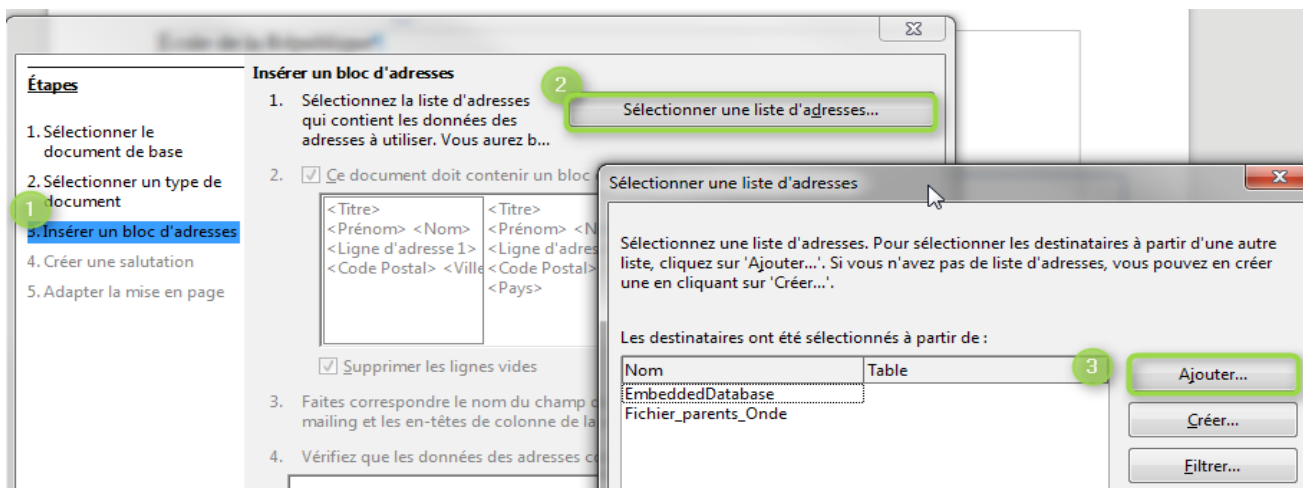 École de la République
Étapes
1. Sélectionner le
document de base
2. Sélectionner un type de
document
1
3. Insérer un bloc d'adresses
4. Créer une salutation
5. Adapter la mise en page
Insérer un bloc d'adresses
2
1. Sélectionnez la liste d'adresses
qui contient les données des
adresses à utiliser. Vous aurez b...
Sélectionner une liste d'adresses...
2. Ce document doit contenir un bloc
<Titre>
<Prénom> <Nom>
<Ligne d'adresse 1>
<Code Postal> <Ville
<Titre>
<Prénom> <N
<Ligne d'adres
<Code Postal>
<Pays>
Supprimer les lignes vides
3. Faites correspondre le nom du champ
mailing et les en-têtes de colonne de la
4. Vérifiez que les données des adresses co
Sélectionner une liste d'adresses
Sélectionnez une liste d'adresses. Pour sélectionner les destinataires à partir d'une autre
liste, cliquez sur 'Ajouter...'. Si vous n'avez pas de liste d'adresses, vous pouvez en créer
une en cliquant sur 'Créer...'.
Les destinataires ont été sélectionnés à partir de :
Nom Table
EmbeddedDatabase
Fichier_parents_Onde
3
Ajouter...
Créer...
Filtrer...